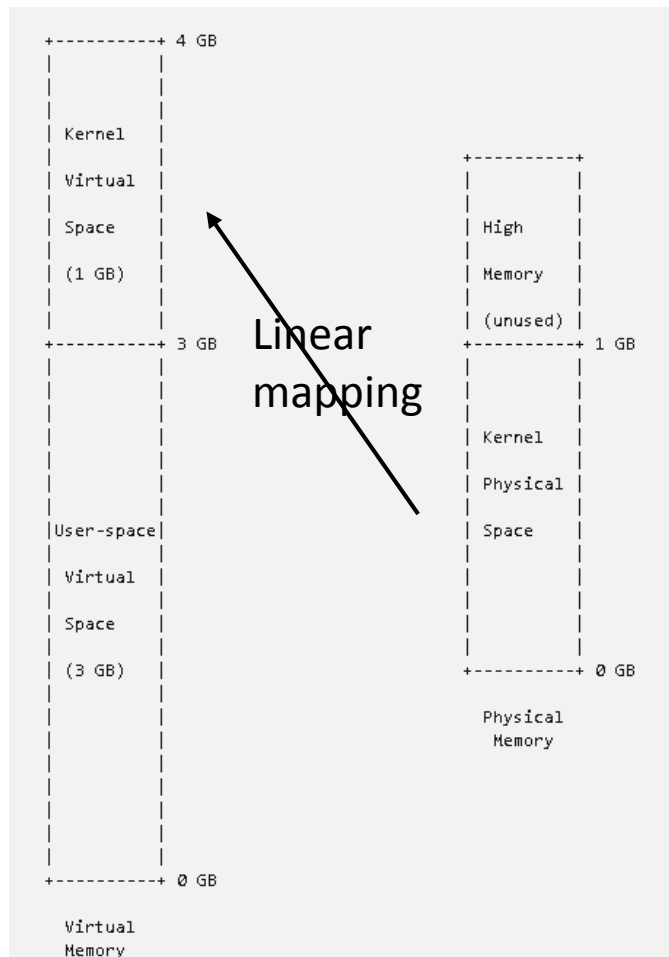 4 GB
Kernel
Virtual
Space
(1 GB)
3 GB
User-space
Virtual
Space
(3 GB)
0 GB
Virtual
Memory
Linear
mapping
High
Memory
(unused)
1 GB
Kernel
Physical
Space
0 GB
Physical
Memory